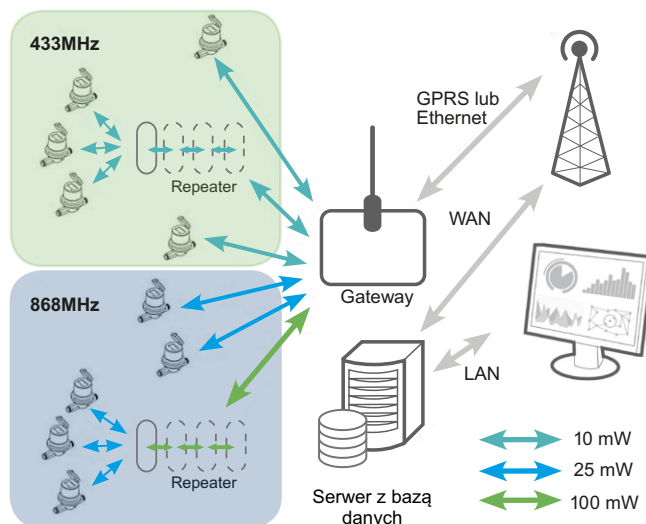 433MHz
Repeater
GPRS lub
Ethernet
WAN
Gateway
868MHz
Repeater
LAN
Serwer z bazą
danych
10 mW
25 mW
100 mW